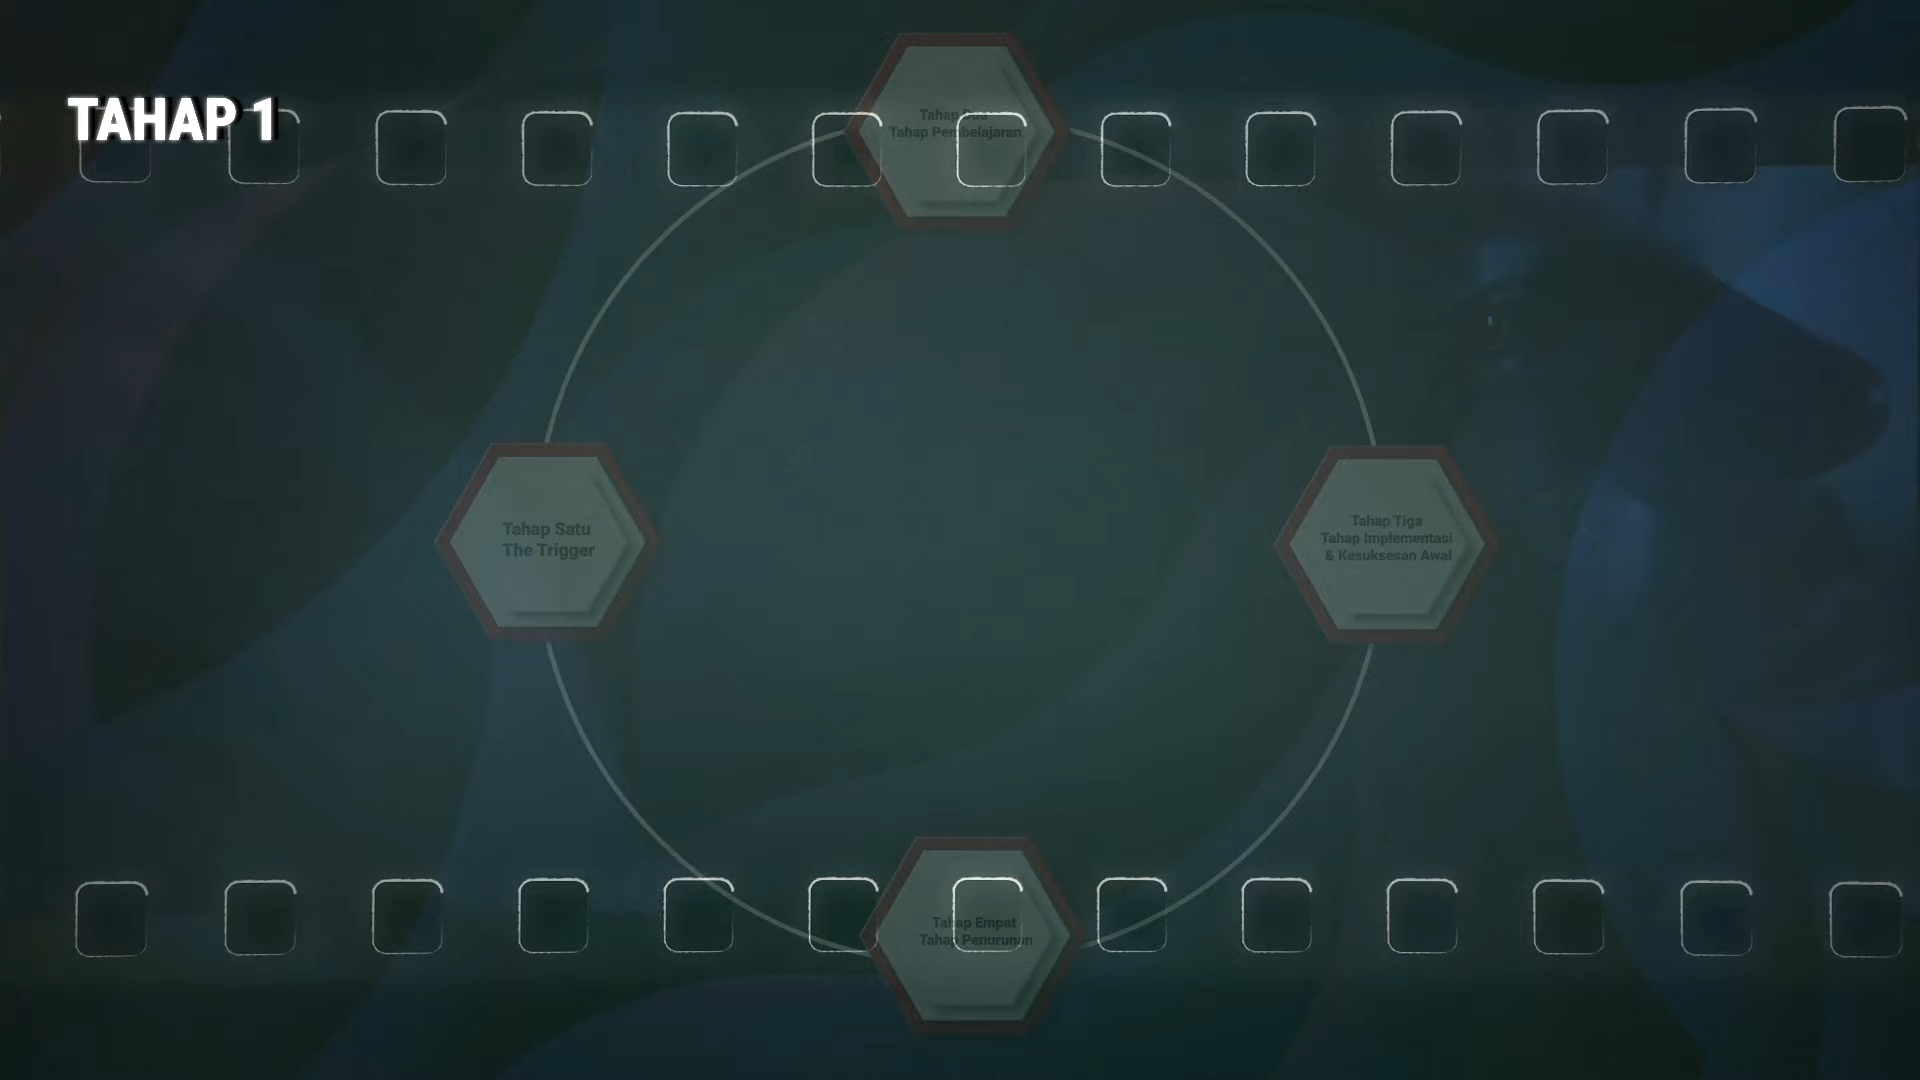 TAHAP 1
Tahap Dua
Tahap Pembelajaran
Tahap Satu
The Trigger
Tahap Tiga
Tahap Implementasi
& Kesuksesan Awal
Tahap Empat
Tahap Penurunan